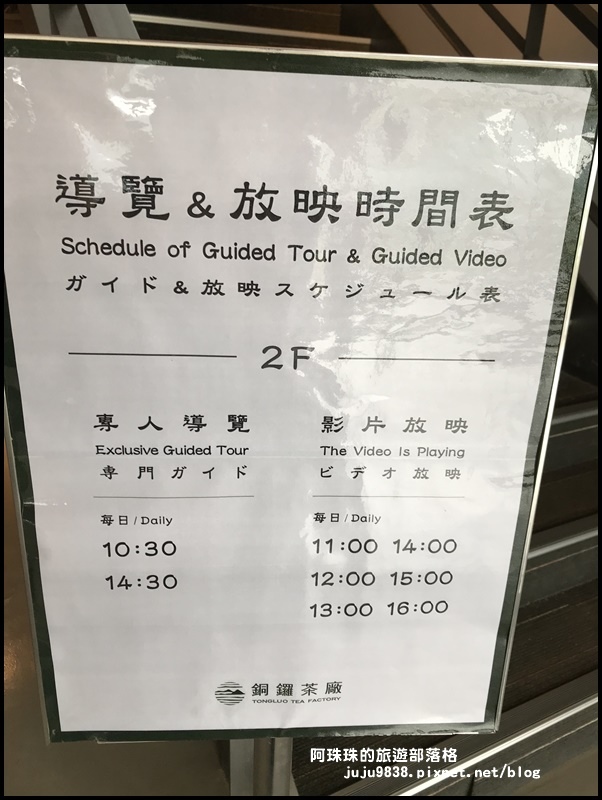 導覽&放映時間表
Schedule of Guided Tour & Guided Video
ガイド&放映スケジュール表
2F
專人導覽
Exclusive Guided Tour
専門ガイド
每日/Daily
10:30
14:30
影片放映
The Video Is Playing
ビデオ放映
每日/Daily
11:00 14:00
12:00 15:00
13:00 16:00
銅鑼茶廠
TONGLUO TEA FACTORY
阿珠珠的旅遊部落格
juju9838.pixnet.net/blog